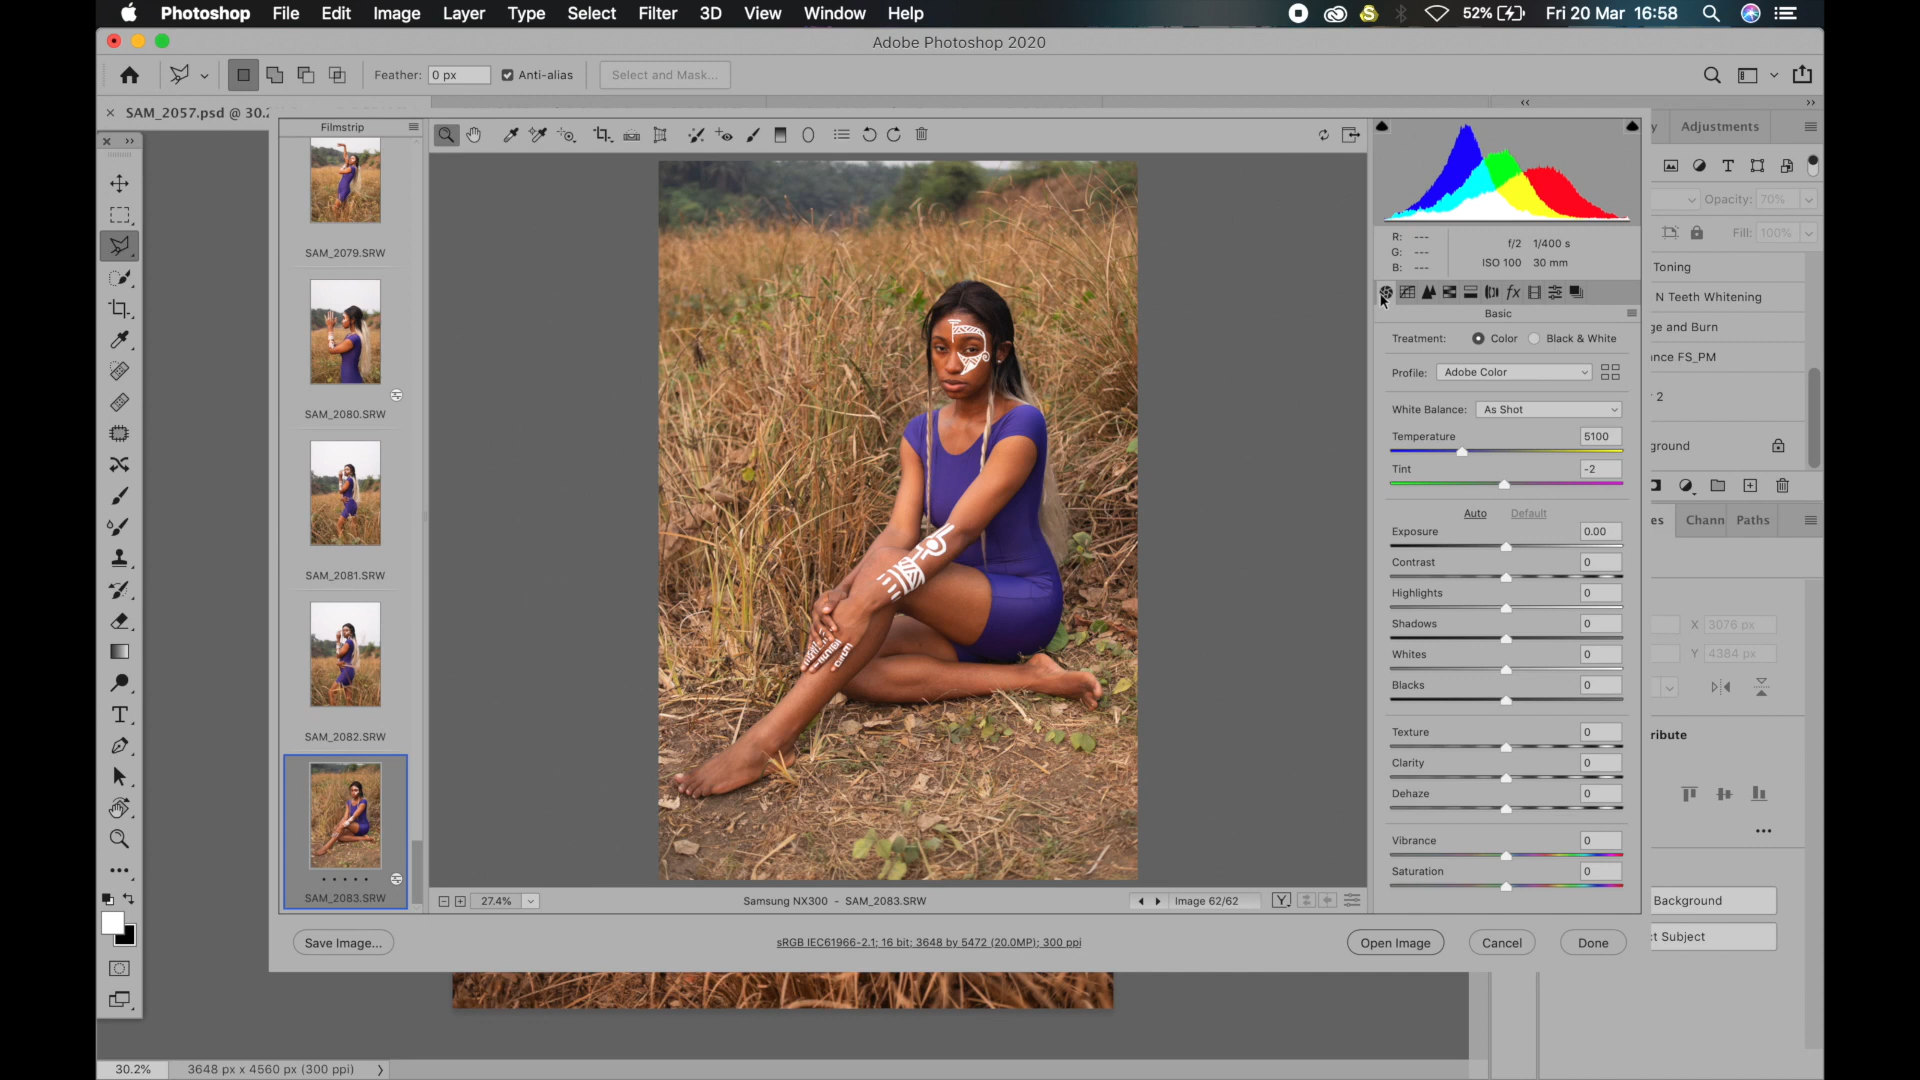 Photoshop File Edit Image Layer Type Select Filter 3D View Window Help 52% Fri 20 Mar 16:58
Adobe Photoshop 2020
Feather: 0 px Anti-alias Select and Mask...
SAM_2057.psd @ 30.
Filmstrip
Adjustments
Opacity: 70%
SAM_2079.SRW
R: ---
G: ---
B: ---
f/2 1/400 s
ISO 100 30 mm
Fill: 100%
Toning
N Teeth Whitening
Basic
ge and Burn
Treatment: Color Black & White
nce FS_PM
Profile: Adobe Color
2
SAM_2080.SRW
White Balance: As Shot
Temperature 5100
ground
Tint -2
Auto Default
es Chann Paths
Exposure 0.00
Contrast 0
SAM_2081.SRW
Highlights 0
Shadows 0
X 3076 px
Whites 0
Y 4384 px
Blacks 0
SAM_2082.SRW
Texture 0
ribute
Clarity 0
Dehaze 0
Vibrance 0
Saturation 0
SAM_2083.SRW
27.4% Samsung NX300 - SAM_2083.SRW Image 62/62
Background
Save Image... sRGB IEC61966-2.1; 16 bit; 3648 by 5472 (20.0MP); 300 ppi Open Image Cancel Done
t Subject
30.2% 3648 px x 4560 px (300 ppi)